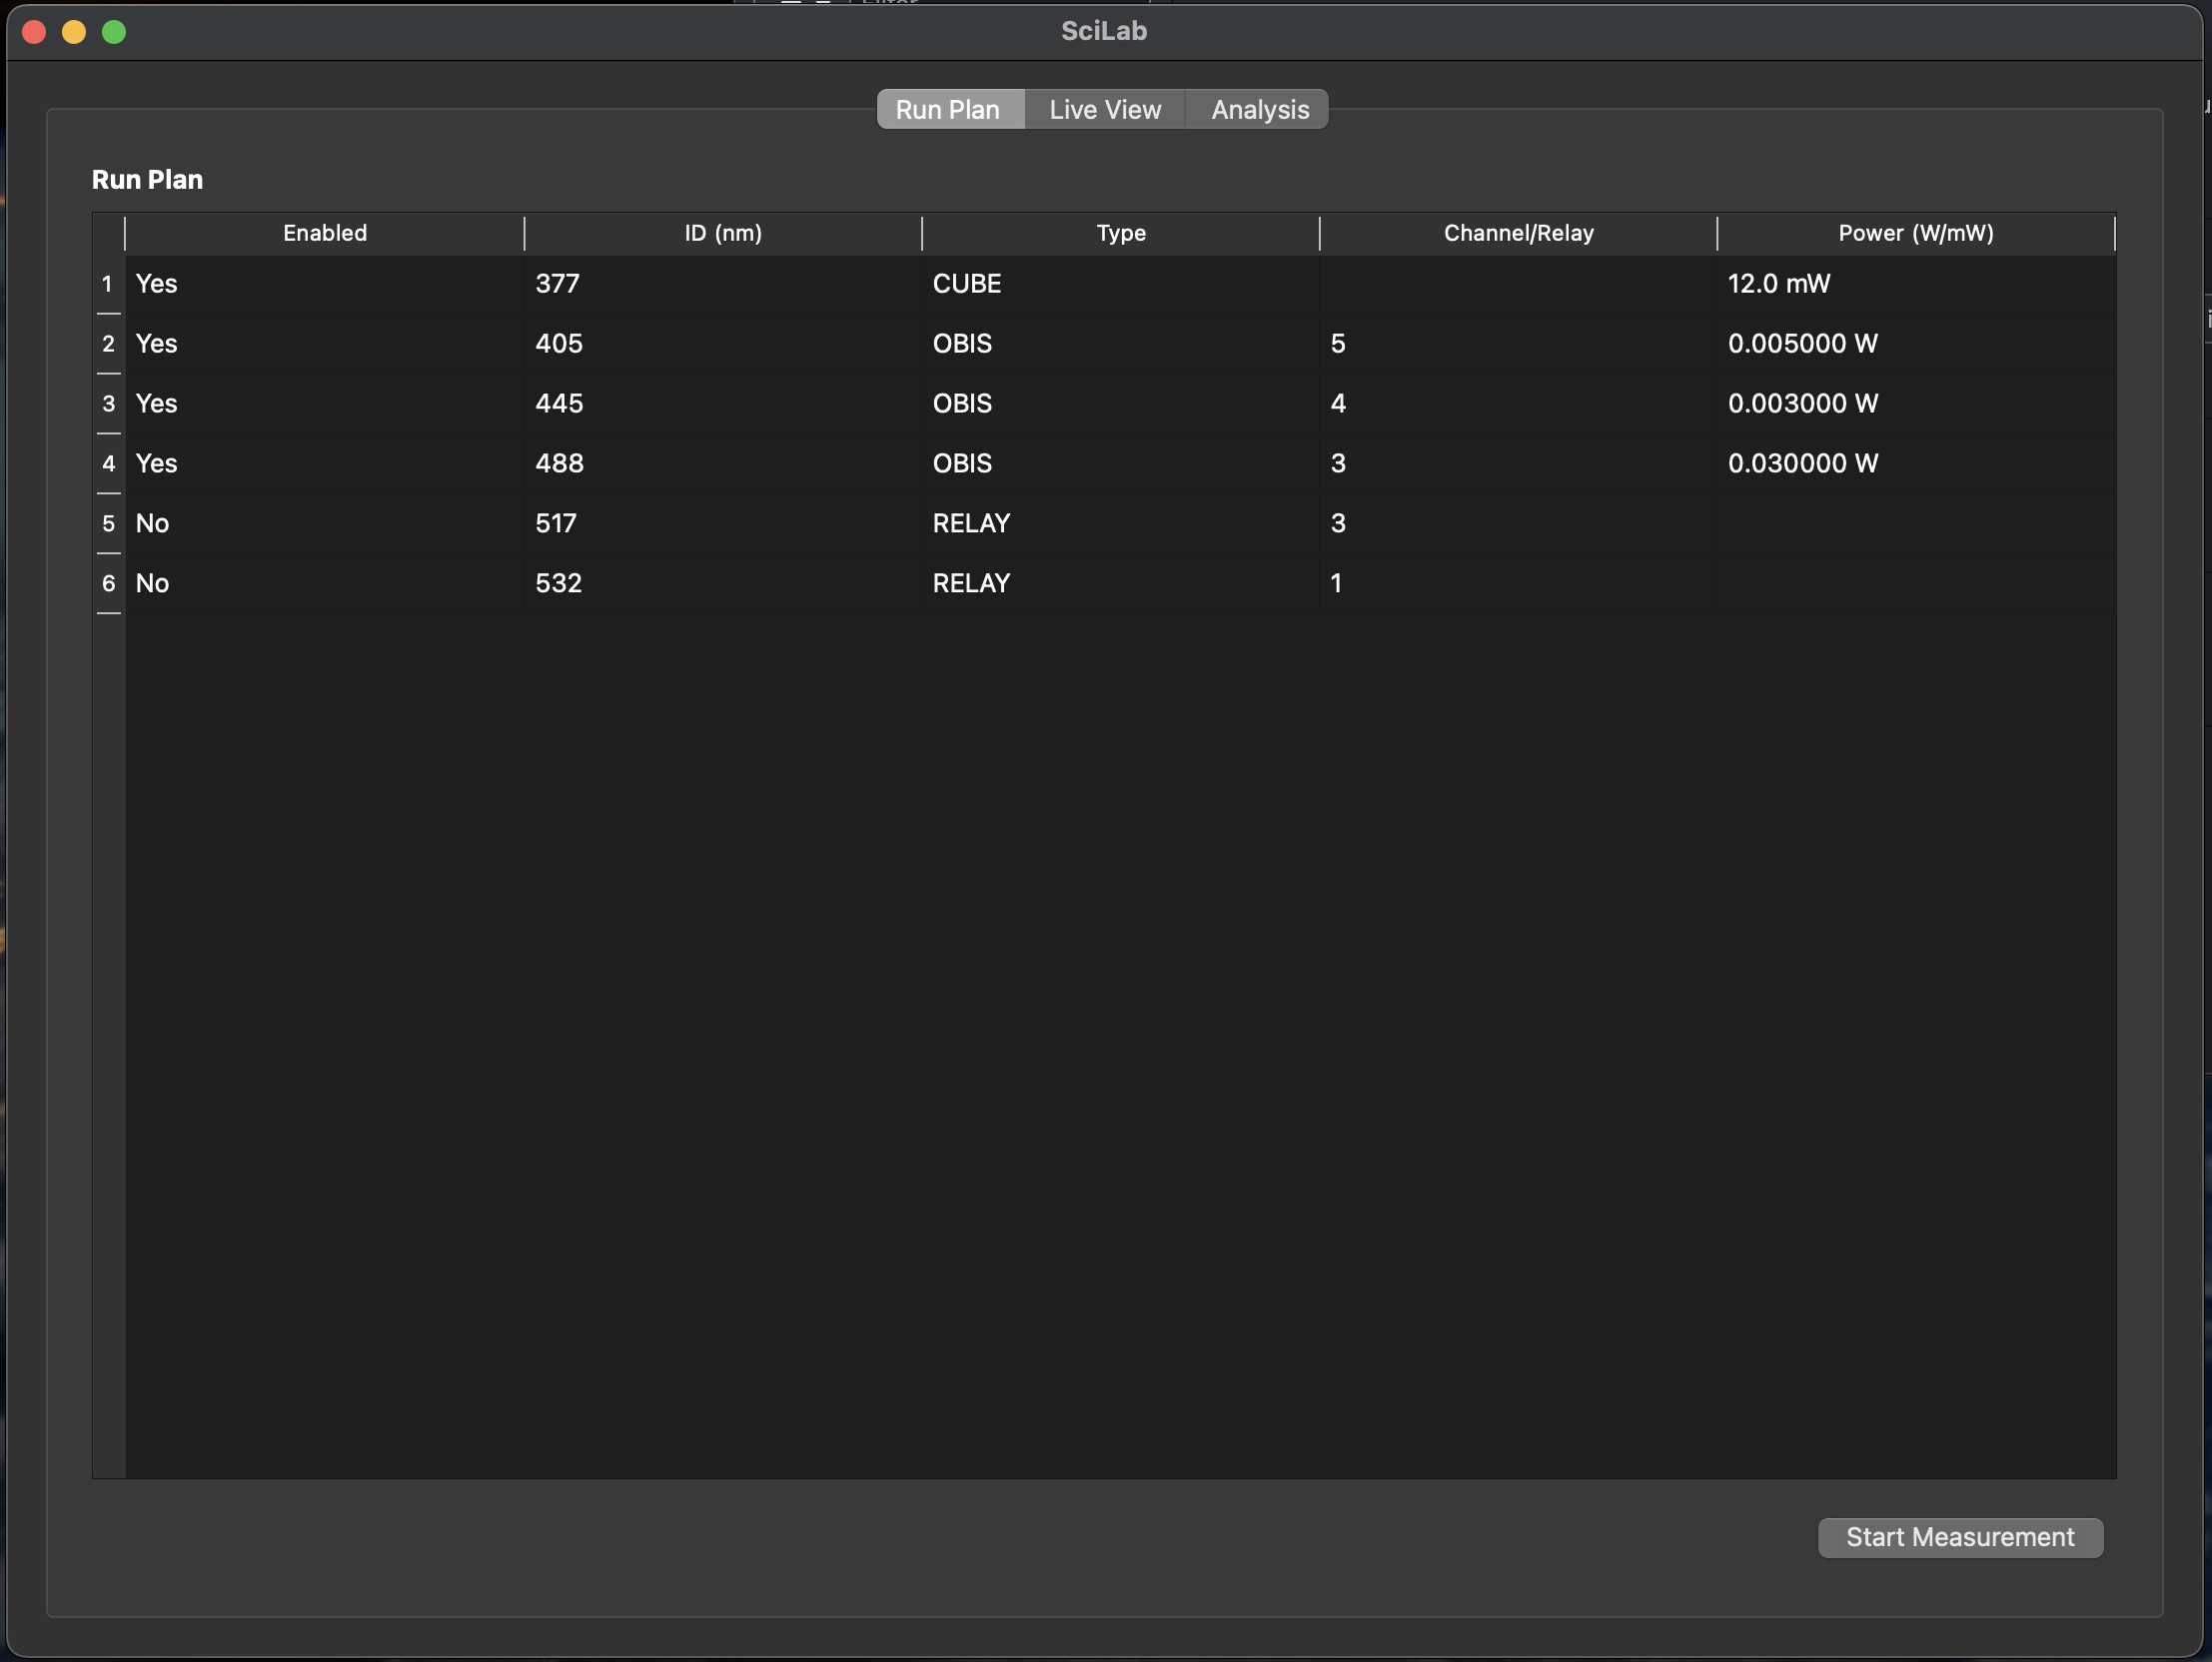 SciLab
Run Plan Live View Analysis
Run Plan
Enabled ID (nm) Type Channel/Relay Power (W/mW)
1 Yes 377 CUBE 12.0 mW
2 Yes 405 OBIS 5 0.005000 W
3 Yes 445 OBIS 4 0.003000 W
4 Yes 488 OBIS 3 0.030000 W
5 No 517 RELAY 3
6 No 532 RELAY 1
Start Measurement